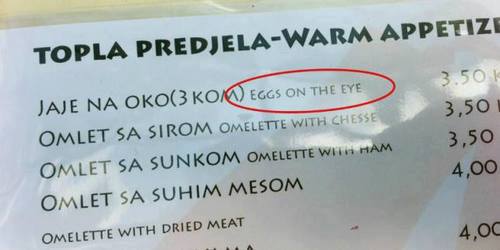 TOPLA PREDJELA-WARM APPETIZE
JAJE NA OKO(3 KOM) EGGS ON THE EYE 3.50
OMLET SA SIROM OMELETTE WITH CHESSE 3,50
OMLET SA SUNKOM OMELETTE WITH HAM 3,50
OMLET SA SUHIM MESOM 4,00
OMELETTE WITH DRIED MEAT 4,00